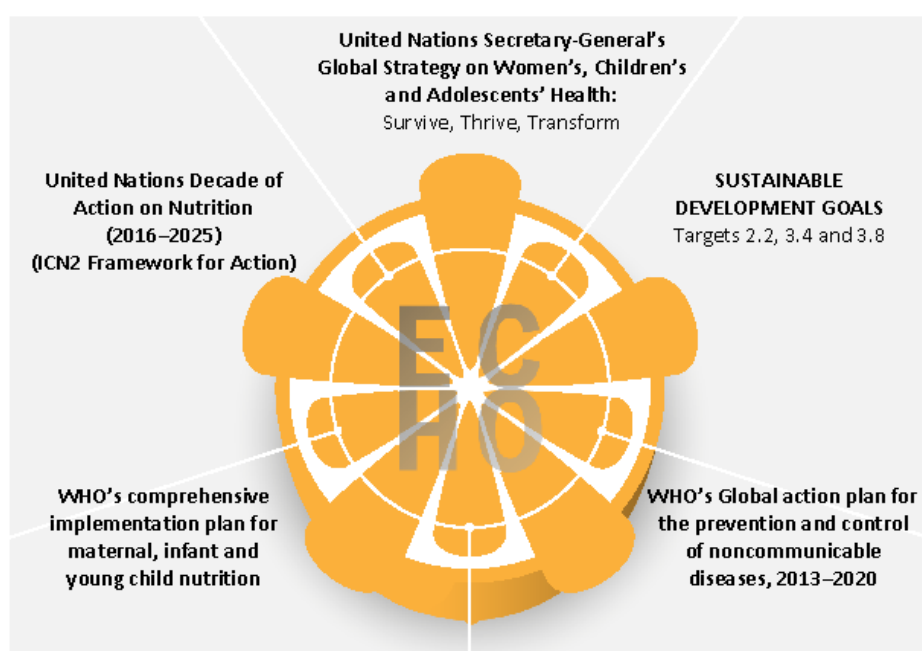 United Nations Secretary-General's
Global Strategy on Women's, Children's
and Adolescents' Health:
Survive, Thrive, Transform
United Nations Decade of
Action on Nutrition
(2016–2025)
(ICN2 Framework for Action)
SUSTAINABLE
DEVELOPMENT GOALS
Targets 2.2, 3.4 and 3.8
EC
HO
WHO's comprehensive
implementation plan for
maternal, infant and
young child nutrition
WHO's Global action plan for
the prevention and control
of noncommunicable
diseases, 2013–2020